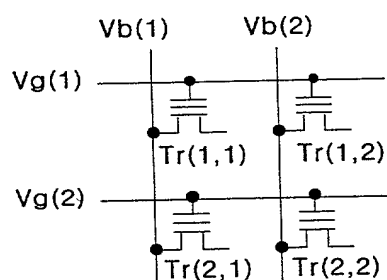 Vb(1) Vb(2)
Vg(1)
Tr(1,1) Tr(1,2)
Vg(2)
Tr(2,1) Tr(2,2)